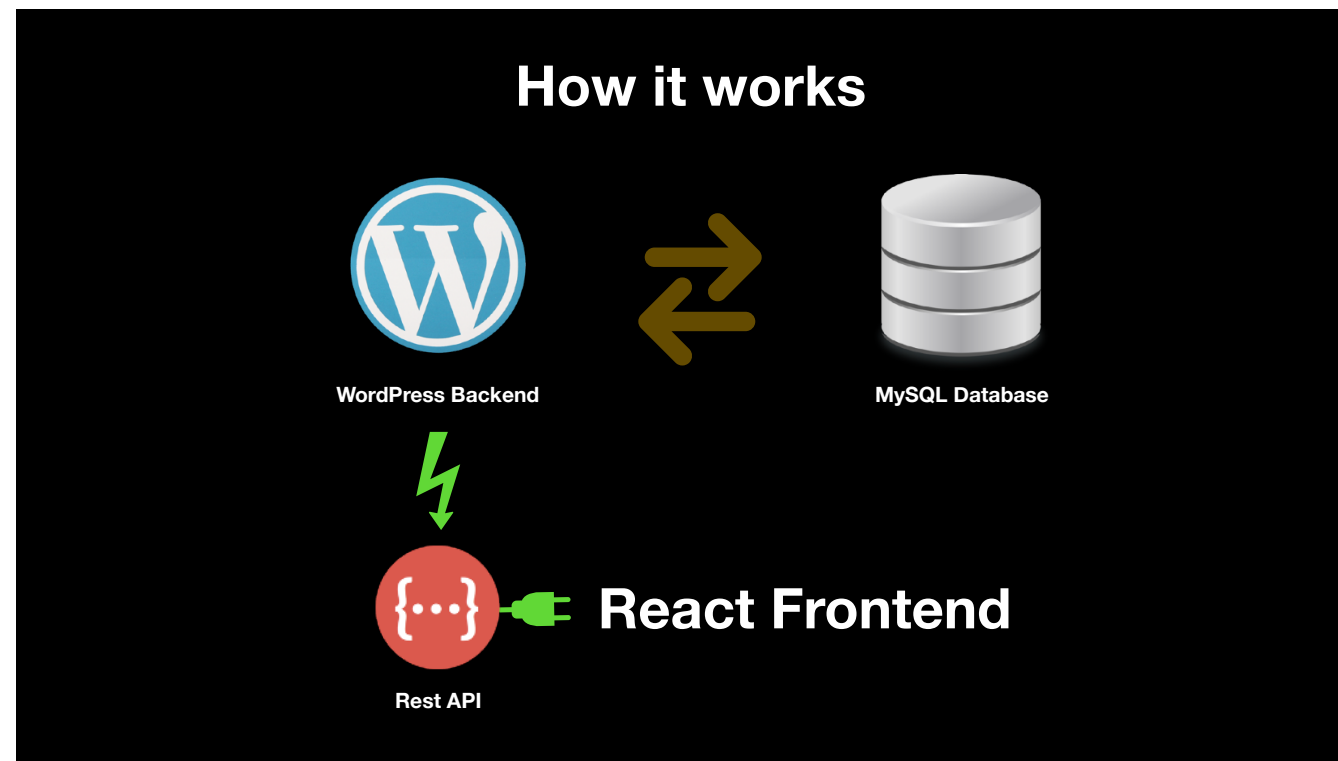 How it works
WordPress Backend
MySQL Database
{...}
React Frontend
Rest API